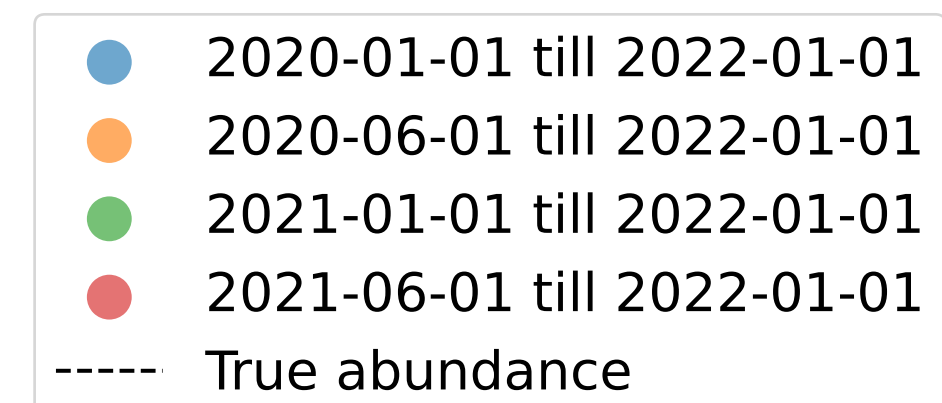 2020-01-01 till 2022-01-01
2020-06-01 till 2022-01-01
2021-01-01 till 2022-01-01
2021-06-01 till 2022-01-01
True abundance